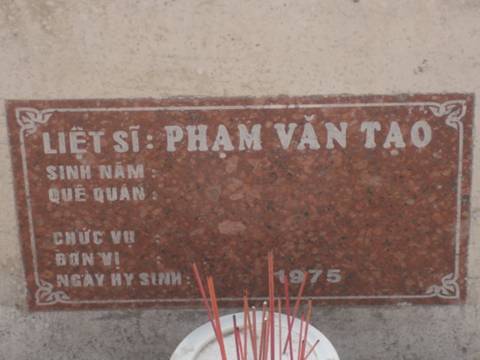 LIỆT SĨ: PHẠM VĂN TẠO
SINH NĂM :
QUÊ QUÁN :
CHỨC VỤ :
ĐƠN VỊ :
NGÀY HY SINH: 1975